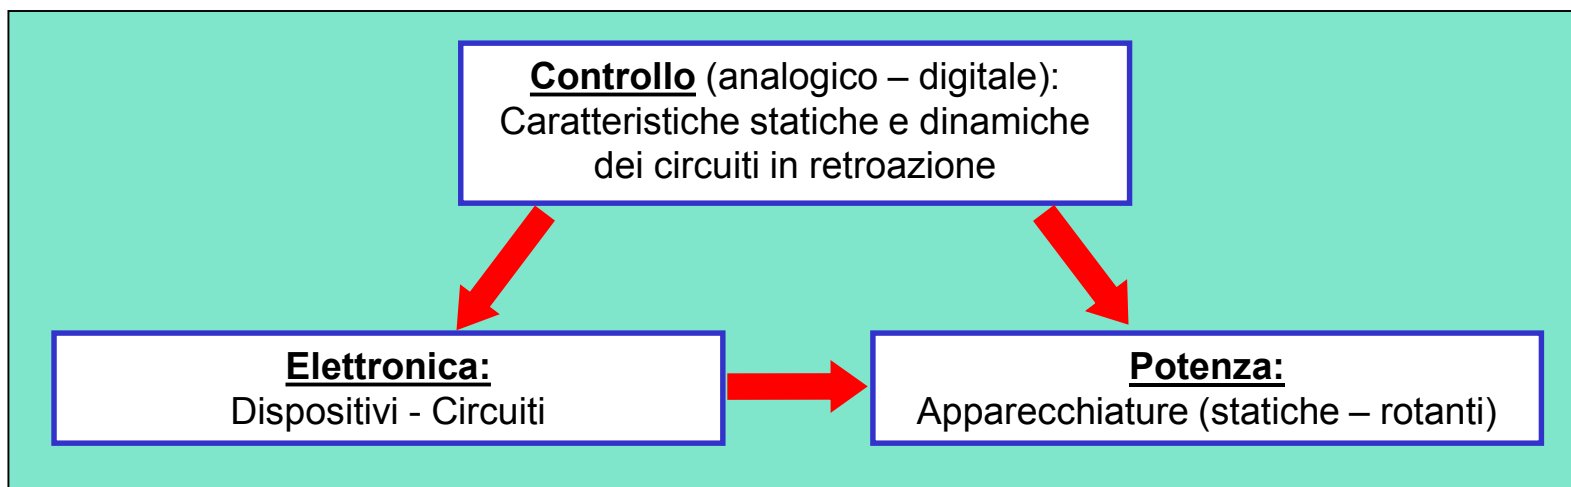 Controllo (analogico – digitale):
Caratteristiche statiche e dinamiche
dei circuiti in retroazione
Elettronica:
Dispositivi - Circuiti
Potenza:
Apparecchiature (statiche – rotanti)